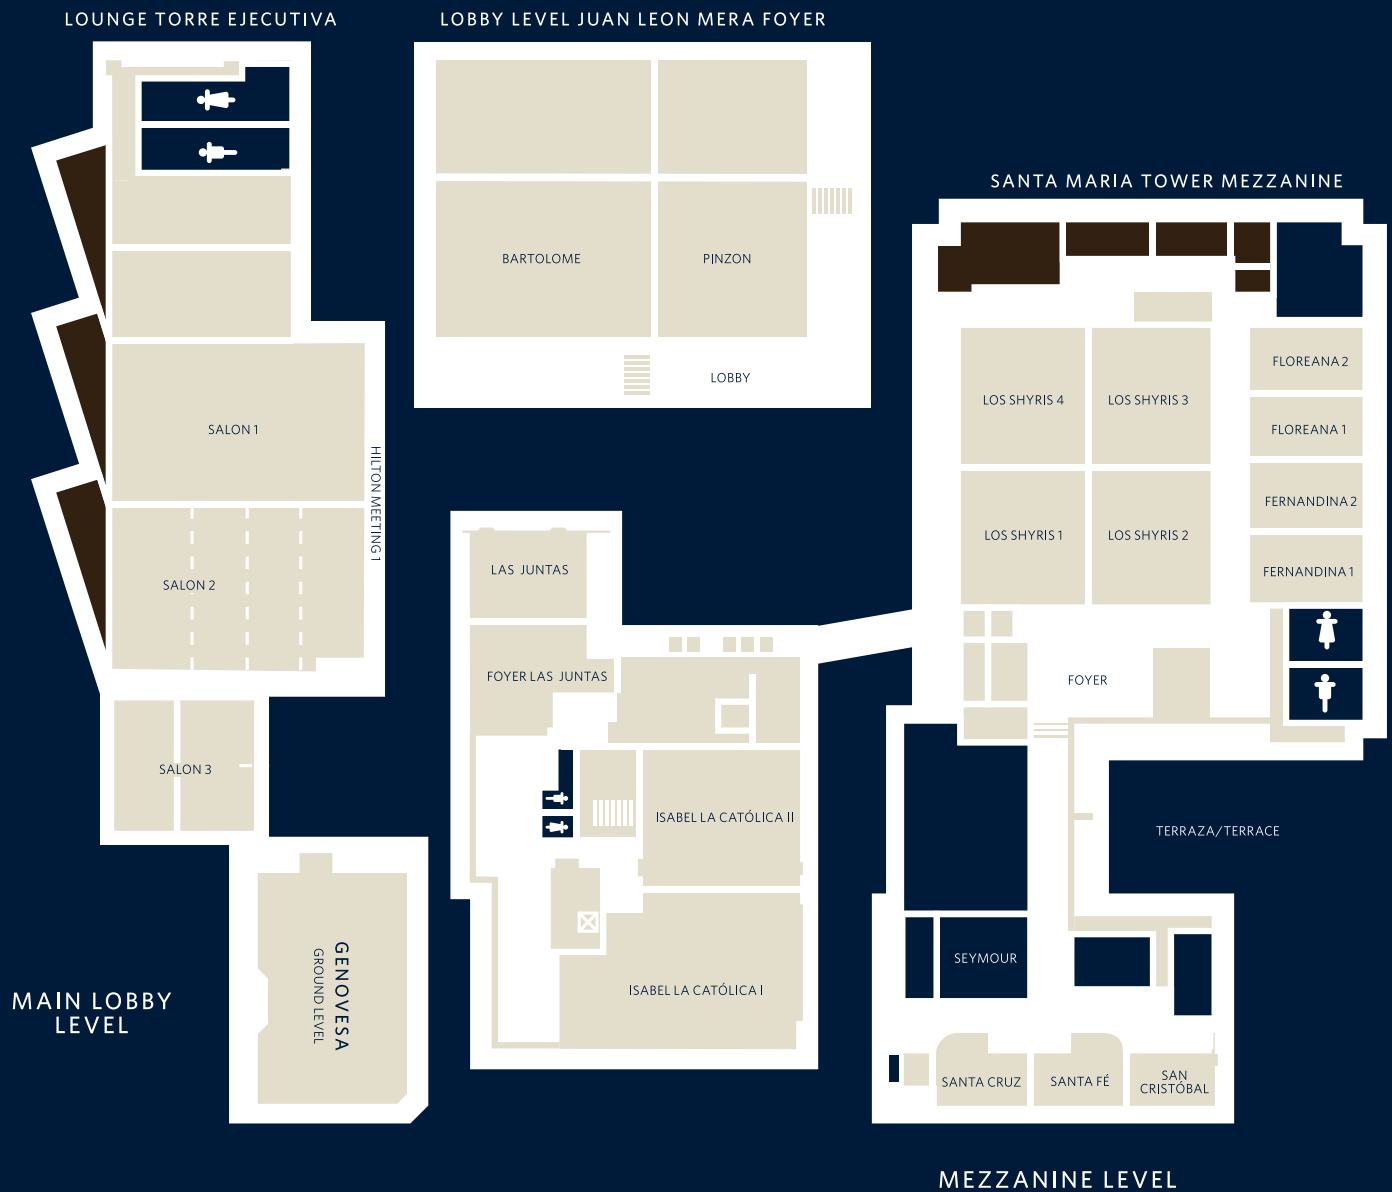 LOUNGE TORRE EJECUTIVA
LOBBY LEVEL JUAN LEON MERA FOYER
SANTA MARIA TOWER MEZZANINE
BARTOLOME
PINZON
LOBBY
SALON 1
HILTON MEETING 1
SALON 2
SALON 3
GENOVESA
GROUND LEVEL
MAIN LOBBY
LEVEL
LAS JUNTAS
FOYER LAS JUNTAS
ISABEL LA CATÓLICA II
ISABEL LA CATÓLICA I
LOS SHYRIS 4
LOS SHYRIS 3
LOS SHYRIS 1
LOS SHYRIS 2
FLOREANA 2
FLOREANA 1
FERNANDINA 2
FERNANDINA 1
FOYER
TERRAZA/TERRACE
SEYMOUR
SANTA CRUZ
SANTA FÉ
SAN
CRISTÓBAL
MEZZANINE LEVEL